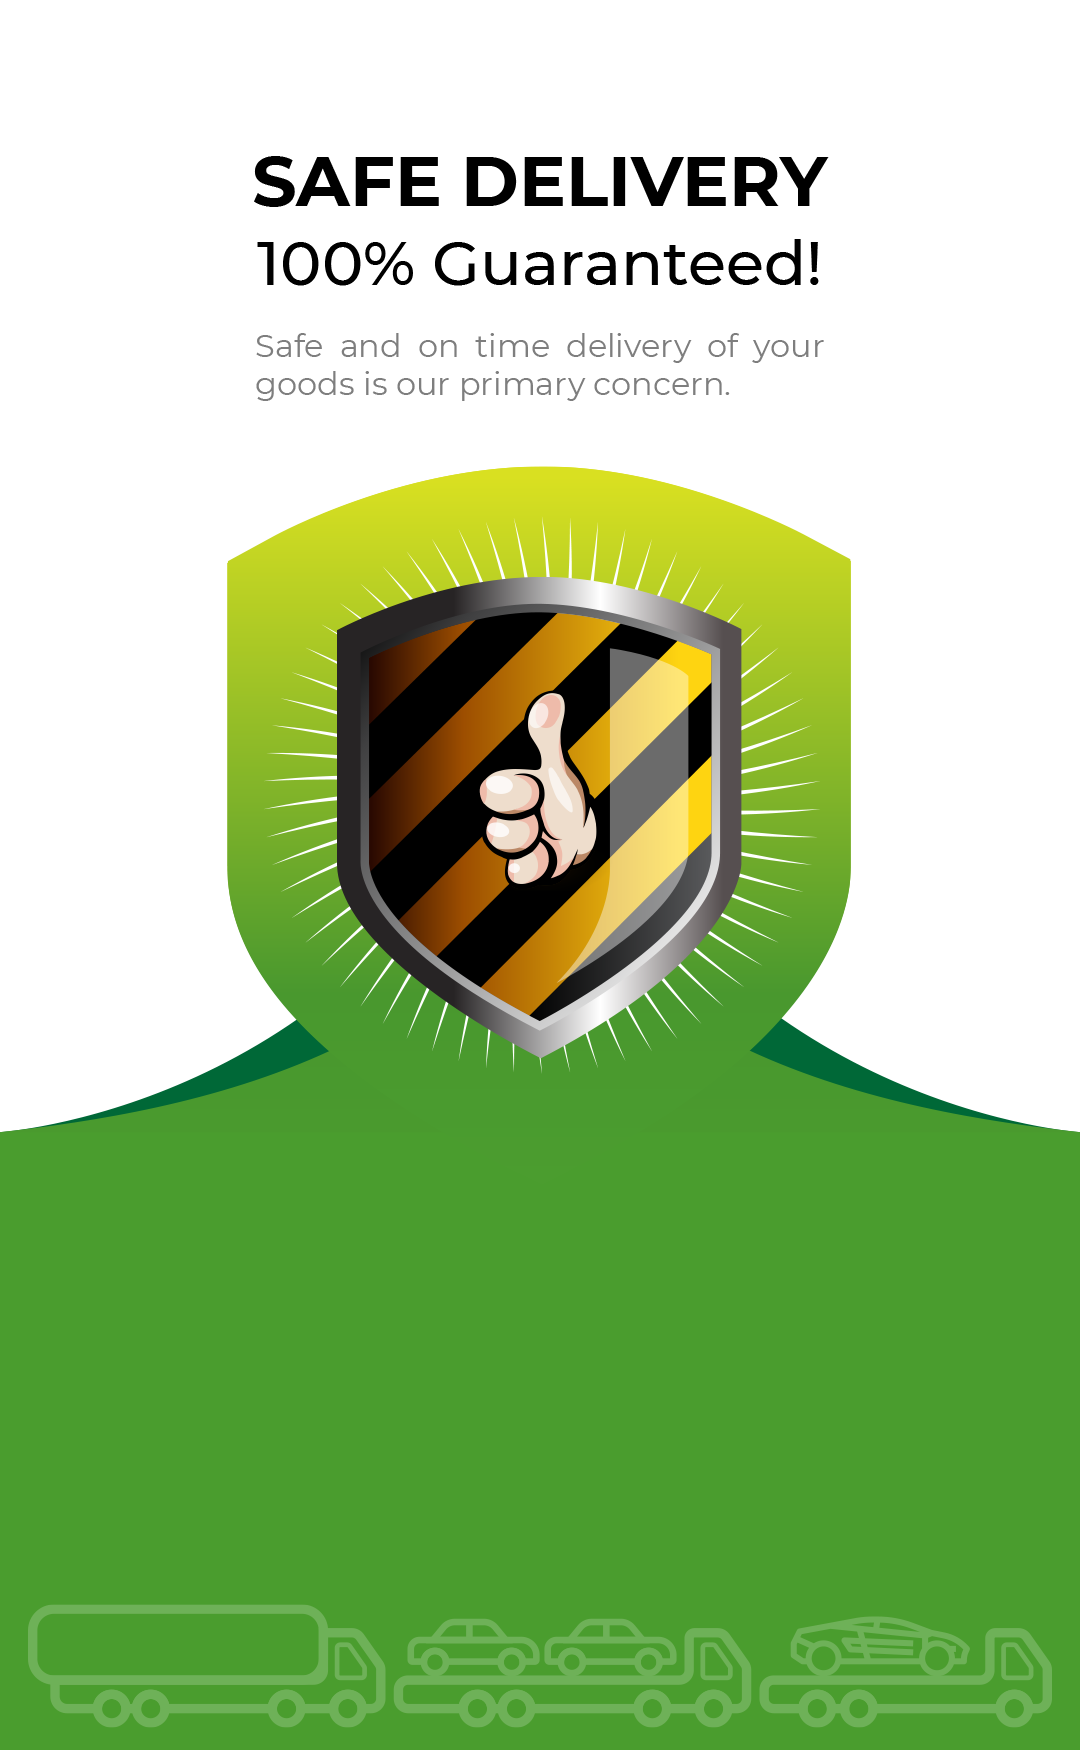 SAFE DELIVERY
100% Guaranteed!
Safe and on time delivery of your
goods is our primary concern.